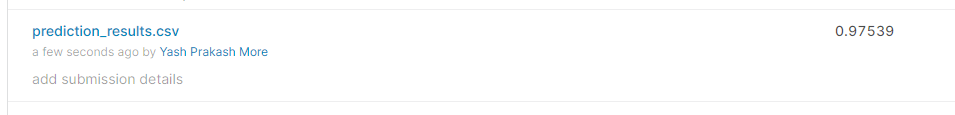 prediction_results.csv 0.97539
a few seconds ago by Yash Prakash More
add submission details